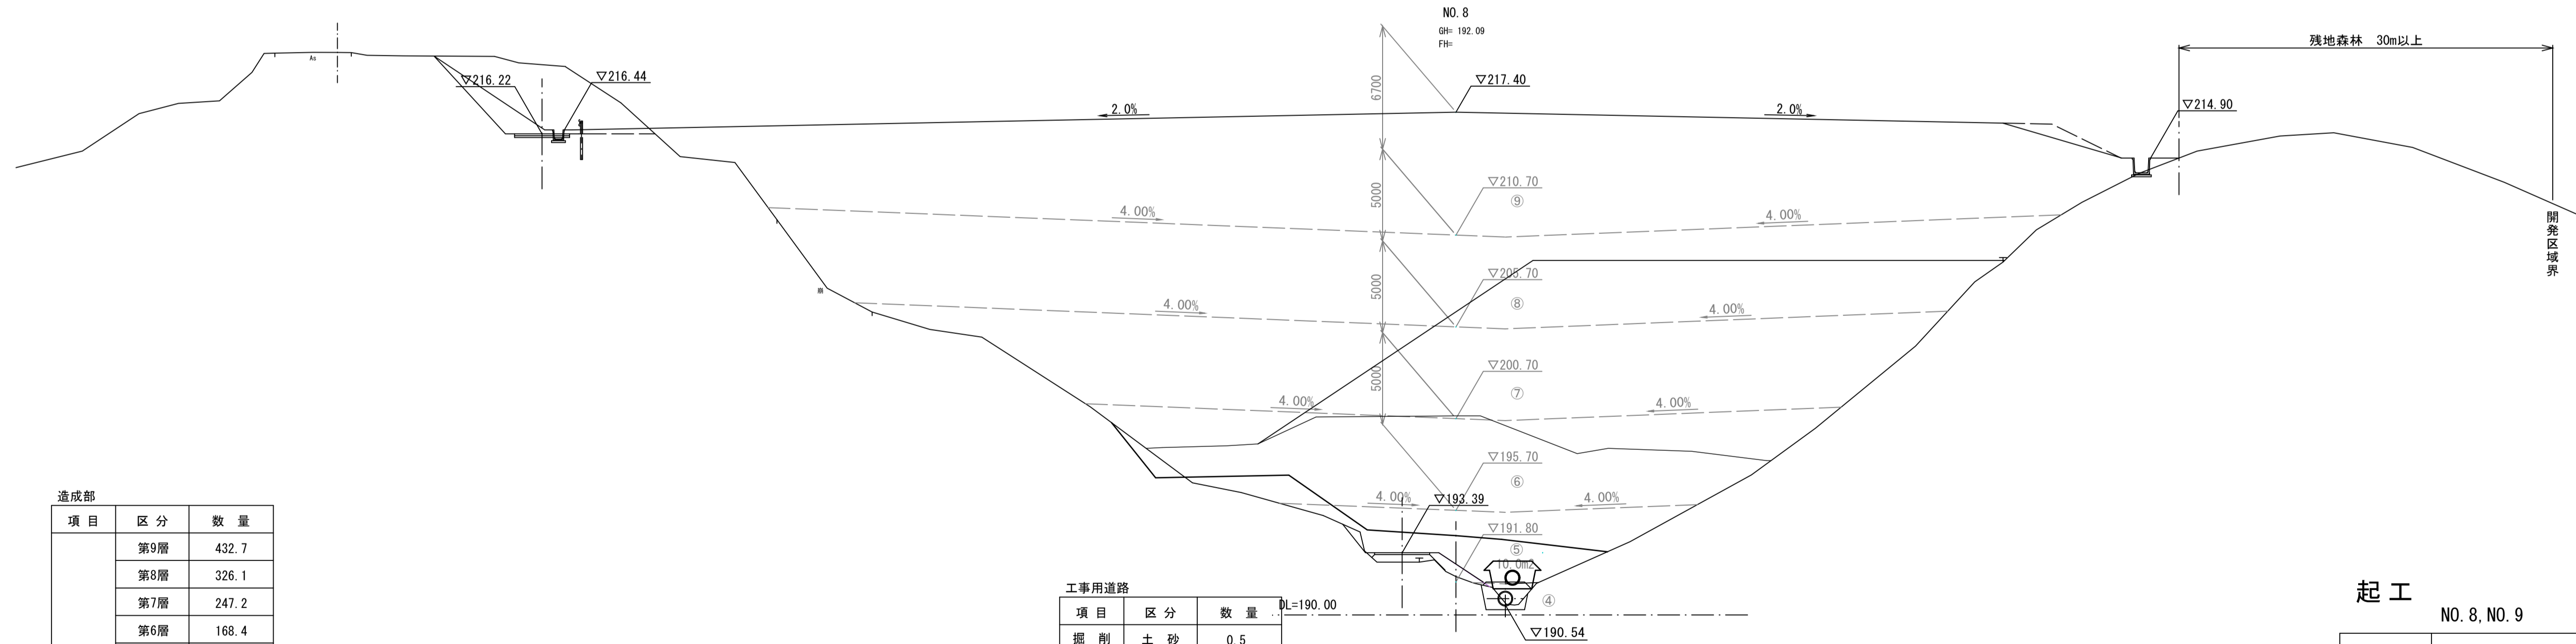 NO.8
GH= 192.09
FH=
残地森林 30m以上
As
▽216.22
▽216.44
6700
▽217.40
2.0%
2.0%
▽214.90
開発区域界
▽210.70
⑨
5000
4.00%
4.00%
▽205.70
⑧
5000
4.00%
4.00%
崩
▽200.70
⑦
5000
4.00%
4.00%
▽195.70
⑥
4.00%
4.00%
▽193.39
▽191.80
⑤
10.0m2
④
DL=190.00
▽190.54
造成部
項 目 区 分 数 量
第9層 432.7
第8層 326.1
第7層 247.2
第6層 168.4
工事用道路
項 目 区 分 数 量
掘 削 土 砂 0.5
起 工
NO.8,NO.9